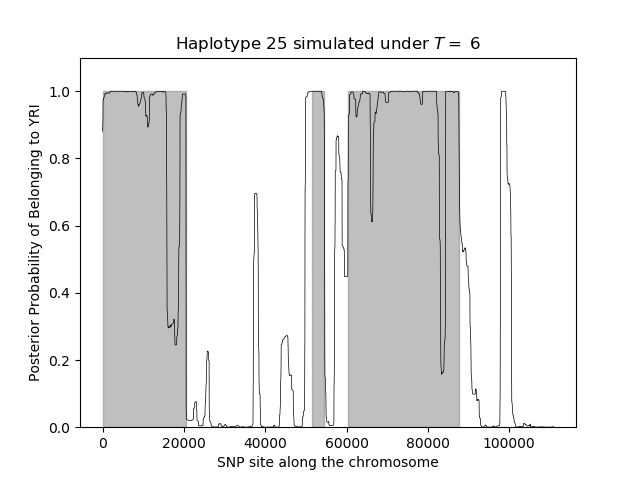 Haplotype 25 simulated under T = 6
Posterior Probability of Belonging to YRI
1.0
0.8
0.6
0.4
0.2
0.0
0 20000 40000 60000 80000 100000
SNP site along the chromosome